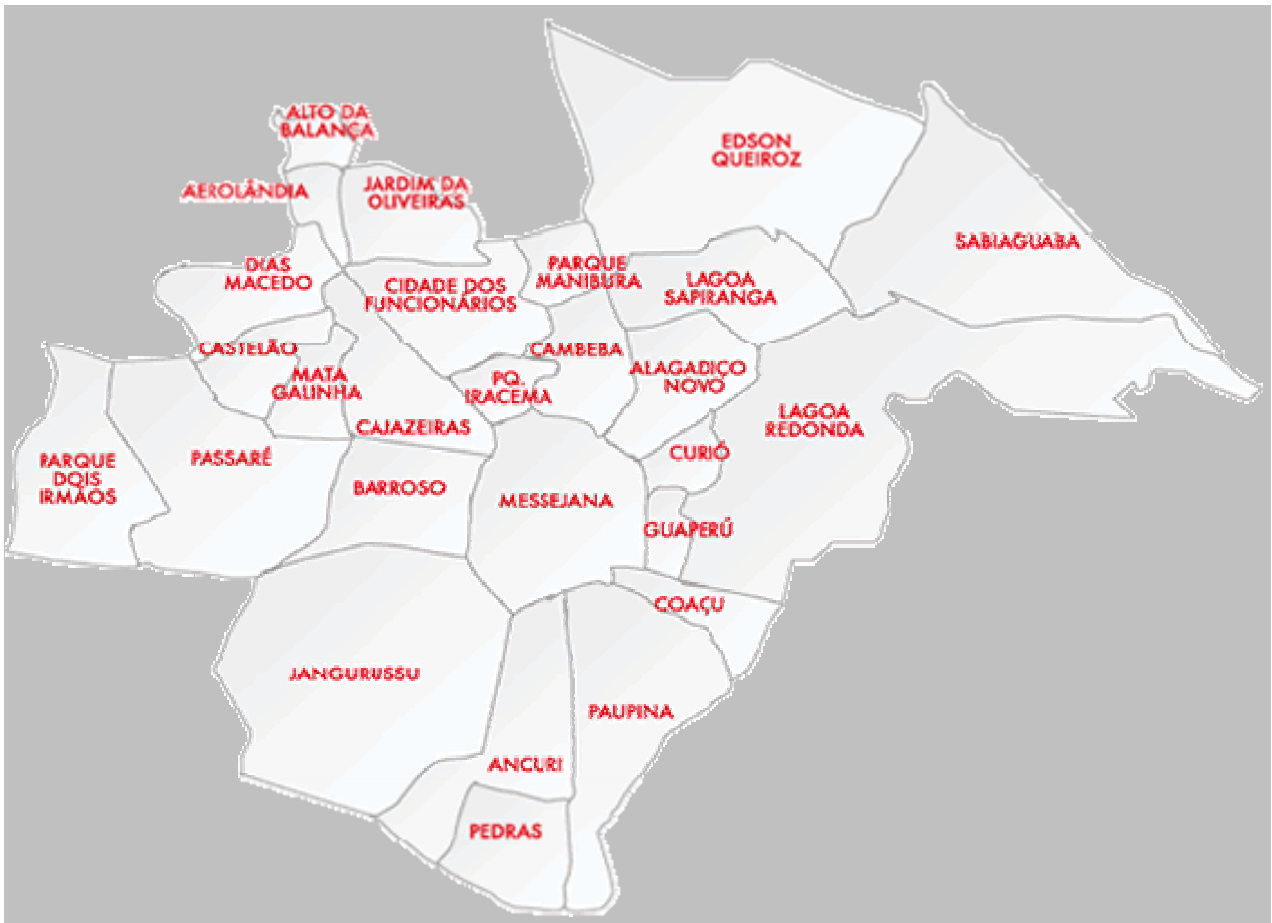 ALTO DA
BALANÇA
EDSON
QUEIROZ
AEROLÂNDIA
JARDIM DA
OLIVEIRAS
SABIAGUABA
DIAS
MACEDO
CIDADE DOS
FUNCIONÁRIOS
PARQUE
MANIBURA
LAGOA
SAPIRANGA
CASTELÃO
MATA
GALINHA
CAMBEBA
PQ.
IRACEMA
ALAGADIÇO
NOVO
CAJAZEIRAS
LAGOA
REDONDA
PARQUE
DOIS
IRMÃOS
PASSARÉ
BARROSO
MESSEJANA
CURIÓ
GUAPERÚ
COAÇU
JANGURUSSU
PAUPINA
ANCURI
PEDRAS